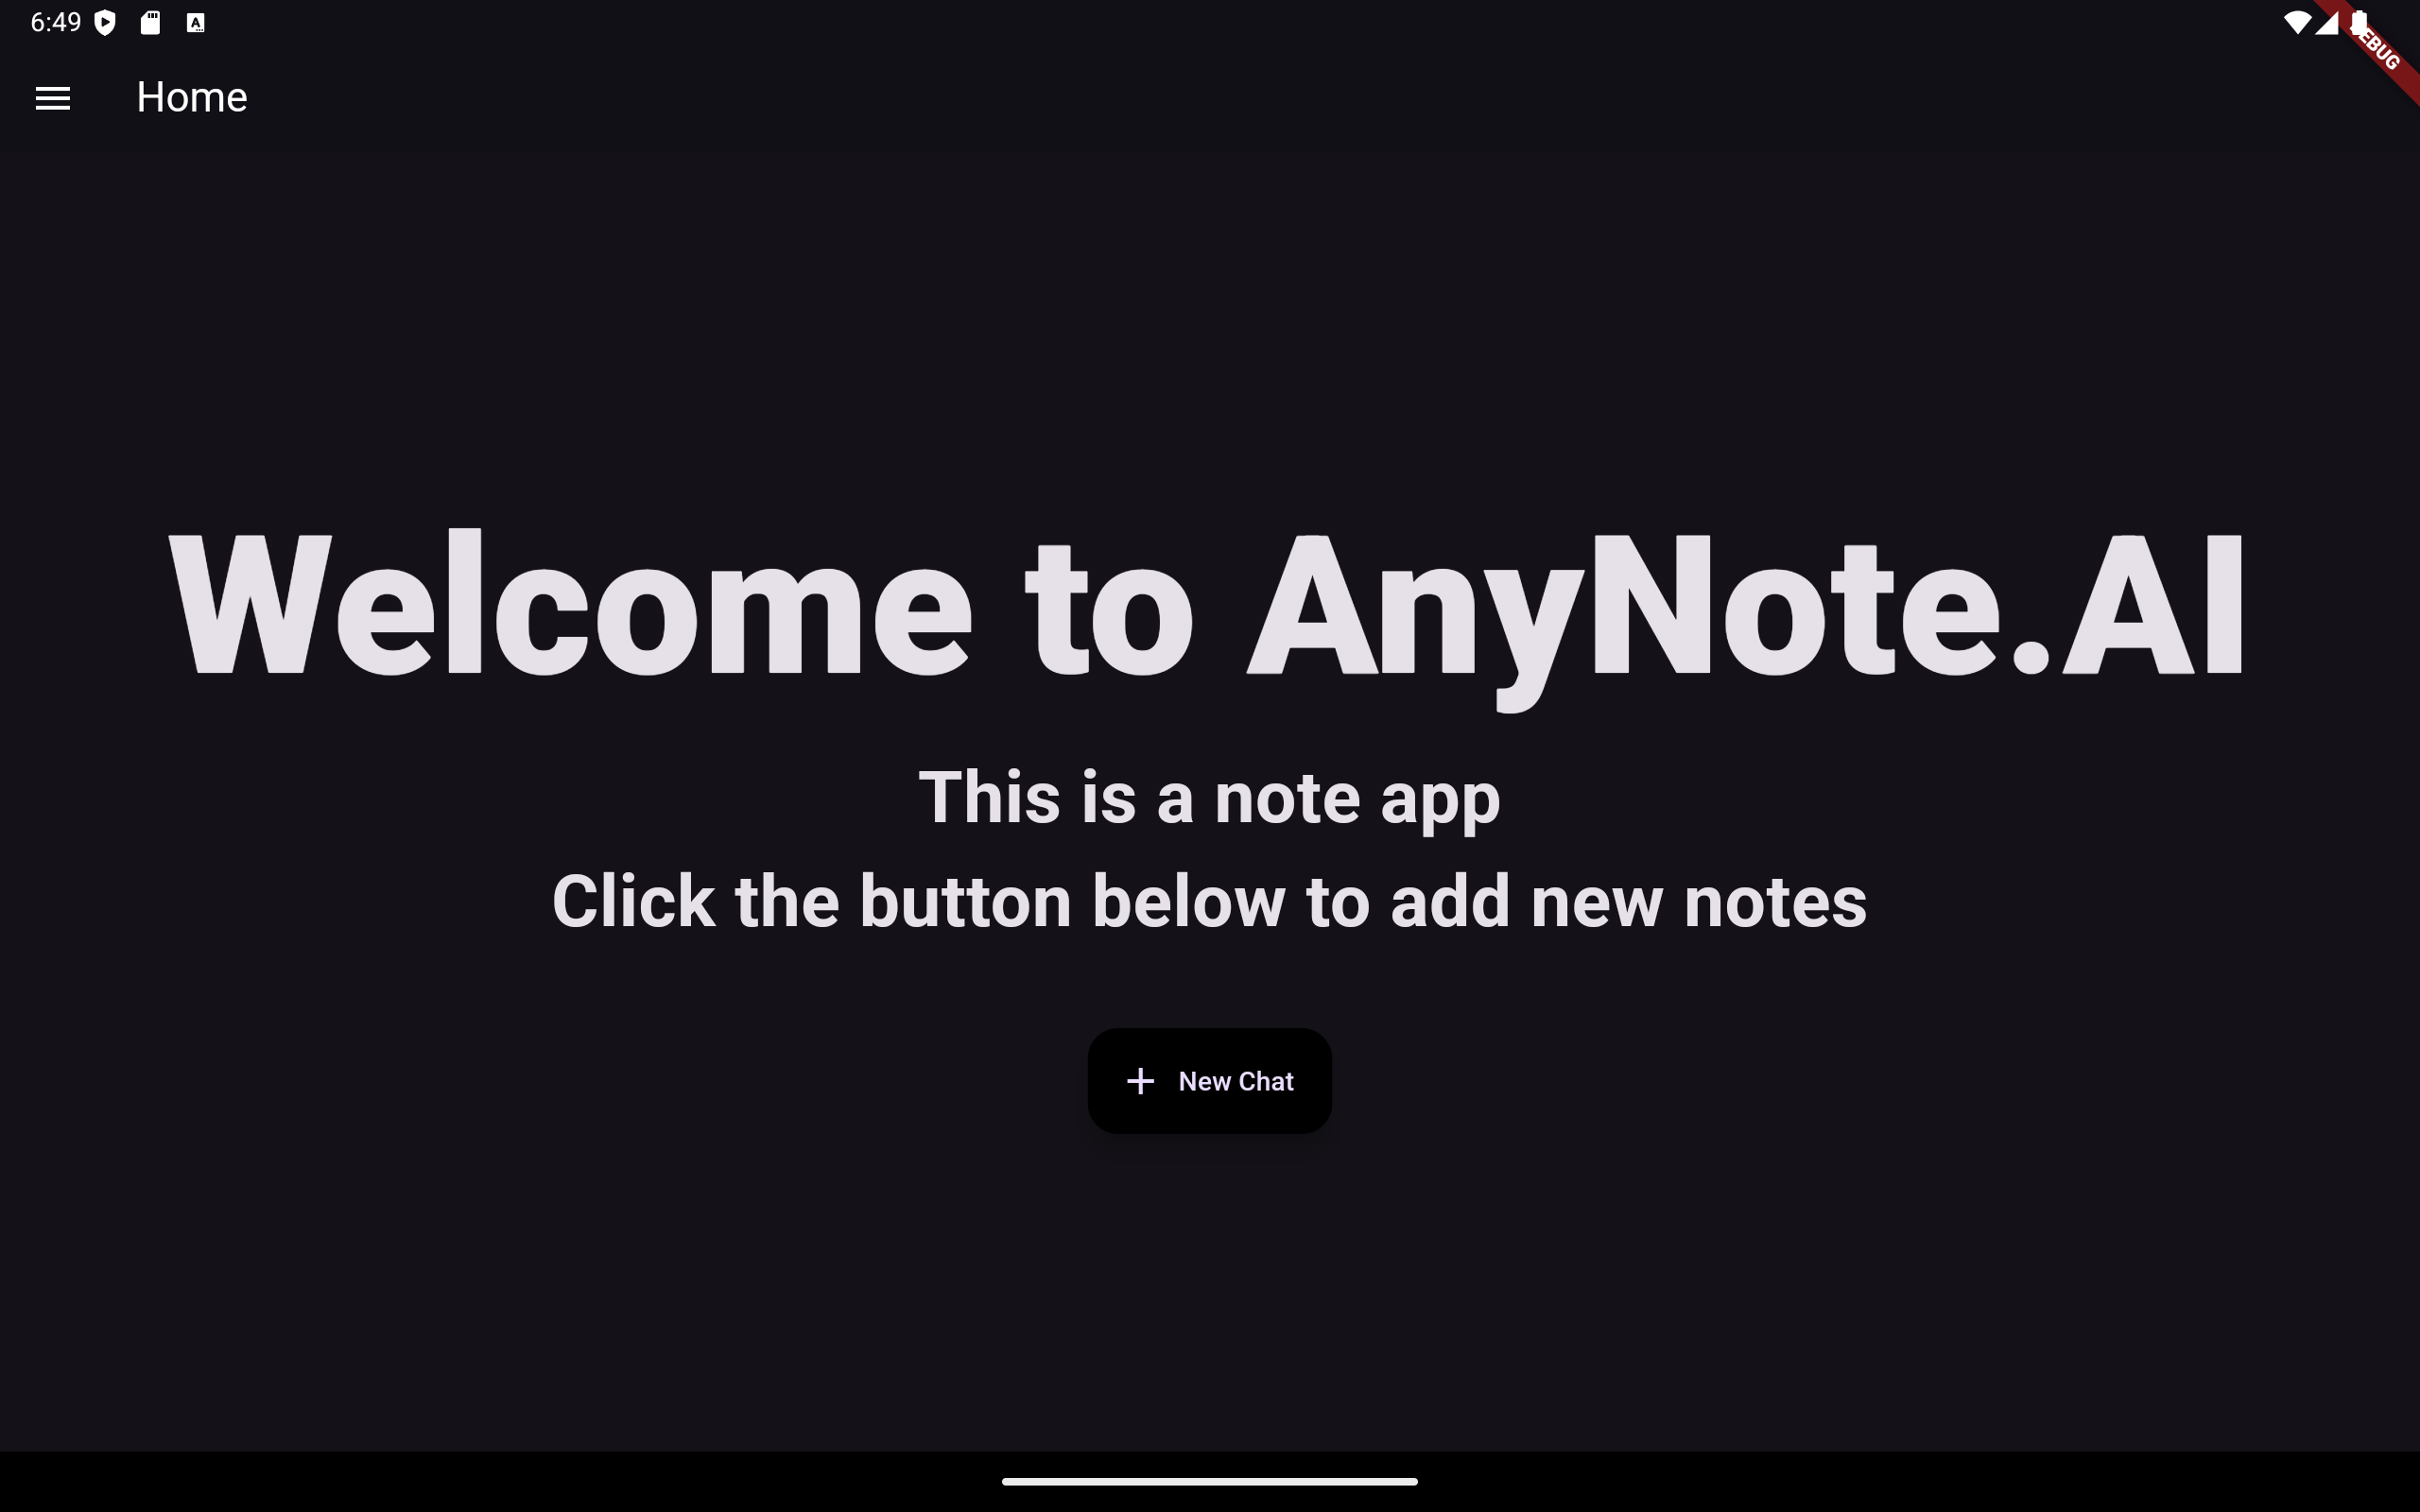 6:49
Home
Welcome to AnyNote.AI
This is a note app
Click the button below to add new notes
New Chat